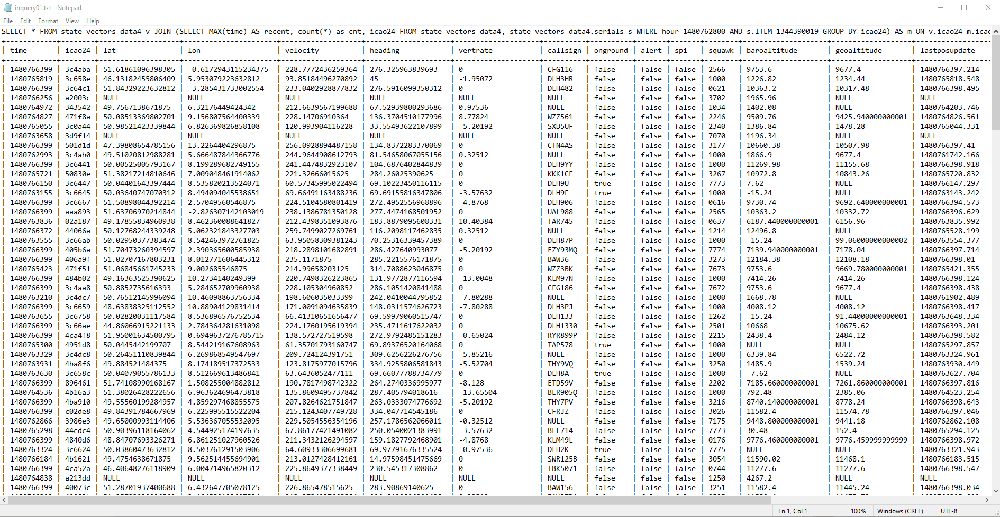 inquery01.txt - Notepad
File Edit Format View Help
SELECT * FROM state_vectors_data4 v JOIN (SELECT MAX(time) AS recent, count(*) as cnt, icao24 FROM state_vectors_data4, state_vectors_data4.serials s WHERE hour=1480762800 AND s.ITEM=1344390019 GROUP BY icao24) AS m ON v.icao24=m.icao
| time | icao24 | lat | lon | velocity | heading | vertrate | callsign | onground | alert | spi | squawk | baroaltitude | geoaltitude | lastposupdate
| 1480766399 | 3c4aba | 51.61861096398305 | -0.6172943115234375 | 228.7772436259364 | 276.325963839693 | 0 | CFG116 | false | false | false | 2566 | 9753.6 | 9677.4 | 1480766397.214
| 1480765819 | 3c658e | 46.13182455806409 | 5.953079223632812 | 93.85184496270892 | 45 | -1.95072 | DLH3HR | false | false | false | 1000 | 1226.82 | 1234.44 | 1480765818.548
| 1480766399 | 3c64c1 | 51.84329223632812 | -3.285431733002554 | 233.0402928877832 | 276.5916099350312 | 0 | DLH482 | false | false | false | 0621 | 10363.2 | 10317.48 | 1480766398.495
| 1480766256 | a2003c | NULL | NULL | NULL | NULL | NULL | NULL | false | false | false | 3702 | 1965.96 | NULL | NULL
| 1480764972 | 343542 | 49.7567138671875 | 6.32176449424342 | 212.6639567199688 | 67.52939800293686 | 0.97536 | NULL | false | false | false | 1034 | 1402.08 | NULL | 1480764203.746
| 1480764827 | 471f8a | 50.08513369802701 | 9.156807564400339 | 228.14706910364 | 136.3704510177996 | 8.77824 | WZZ561 | false | false | false | 2246 | 9509.76 | 9425.940000000001 | 1480764826.561
| 1480765055 | 3c0a44 | 50.98521423339844 | 6.826369826858108 | 120.993904116228 | 33.55493622107899 | -5.20192 | SXD5UF | false | false | false | 2340 | 1386.84 | 1478.28 | 1480765044.331
| 1480763658 | 3d9f14 | NULL | NULL | NULL | NULL | NULL | NULL | false | false | false | 7070 | 1196.34 | NULL | NULL
| 1480766399 | 501d1d | 47.39808654785156 | 13.2264404296875 | 256.0928894487158 | 134.8372283370069 | 0 | CTN4AS | false | false | false | 3177 | 10660.38 | 10507.98 | 1480766397.41
| 1480762993 | 3c4ab0 | 49.51020812988281 | 5.666487844366776 | 244.9644908612793 | 81.54658067055156 | 0.32512 | NULL | false | false | false | 1000 | 1866.9 | 9677.4 | 1480761742.166
| 1480766399 | 3c6441 | 50.00525005793167 | 8.199289682749155 | 241.4474832923107 | 104.6876402844839 | 0 | DLH9YY | false | false | false | 1000 | 11269.98 | 11155.68 | 1480766398.918
| 1480765721 | 50830e | 51.38217214810646 | 7.009048461914062 | 221.32666015625 | 284.26025390625 | 0 | KKK1CF | false | false | false | 3267 | 10972.8 | 10843.26 | 1480765720.832
| 1480766150 | 3c6447 | 50.04401643397444 | 8.535820213524071 | 60.57345995022494 | 69.10223450116115 | 0 | DLH9U | true | false | false | 7773 | 7.62 | NULL | 1480766147.297
| 1480763155 | 3c6645 | 50.03640747070312 | 8.494094045538651 | 69.66491163488236 | 69.69155816347806 | -3.57632 | DLH9F | true | false | false | 1000 | -15.24 | NULL | 1480763143.242
| 1480766399 | 3c6667 | 51.50898044392214 | 2.57049560546875 | 224.5104580801419 | 272.4952556968896 | -4.8768 | DLH906 | false | false | false | 0616 | 9730.74 | 9692.640000000001 | 1480766394.573
| 1480766399 | aaa893 | 51.63706970214844 | -2.826307142103019 | 238.1386781350128 | 277.4474168501952 | 0 | UAL988 | false | false | false | 2565 | 10363.2 | 10332.72 | 1480766396.629
| 1480763836 | 02a187 | 49.17855834960938 | 8.462360088641827 | 212.4398351093876 | 183.8879095608331 | 10.40384 | TAR745 | false | false | false | 0637 | 6187.440000000001 | 6156.96 | 1480763835.992
| 1480766372 | 44066a | 50.12768244339248 | 5.062321843327703 | 259.7499027269761 | 116.2098117462835 | 0.32512 | NULL | false | false | false | 1214 | 12496.8 | NULL | 1480765528.199
| 1480763555 | 3c66ab | 50.02950377383474 | 8.542463972761825 | 63.95058309381243 | 70.25316339457389 | 0 | DLH87P | false | false | false | 1000 | -15.24 | 99.06000000000002 | 1480763554.377
| 1480766399 | 405b6a | 51.70473260394597 | 2.390365600585938 | 218.2898101682891 | 286.427640993077 | -5.20192 | EZY93MQ | false | false | false | 7774 | 7139.940000000001 | 7178.04 | 1480766397.714
| 1480766399 | 406a9f | 51.02707167803231 | 8.012771606445312 | 235.1171875 | 285.2215576171875 | 0 | BAW36 | false | false | false | 3273 | 12184.38 | 12108.18 | 1480766398.01
| 1480765423 | 471f51 | 51.06845661745233 | 9.002685546875 | 214.99658203125 | 314.7088623046875 | 0 | WZZ3BK | false | false | false | 7673 | 9753.6 | 9669.780000000001 | 1480765421.355
| 1480766399 | 484b02 | 49.16363525390625 | 10.2734140249399 | 220.7498326223865 | 131.9772877116594 | -13.0048 | KLM97N | false | false | false | 1000 | 7414.26 | 7414.26 | 1480766398.124
| 1480766399 | 3c4aa8 | 50.8852735616393 | 5.284652709960938 | 228.105304960852 | 286.1051420841488 | 0 | CFG186 | false | false | false | 7672 | 9753.6 | 9677.4 | 1480766398.438
| 1480763210 | 3c4dc7 | 50.76512145996094 | 10.46098863756334 | 198.606035033399 | 242.0410044795852 | -7.80288 | NULL | false | false | false | 1000 | 1668.78 | NULL | 1480761902.489
| 1480766399 | 3c6659 | 48.63838325112552 | 10.88904129831414 | 171.0091094635839 | 148.0311574626723 | -7.80288 | DLH3PJ | false | false | false | 1000 | 4008.12 | 4008.12 | 1480766398.417
| 1480763655 | 3c6758 | 50.02820031117584 | 8.536896576752534 | 66.41310651656477 | 69.59979060515747 | 0 | DLH133 | false | false | false | 1262 | -15.24 | 91.44000000000001 | 1480763648.334
| 1480766399 | 3c66ae | 44.86066915221133 | 2.784364281631098 | 224.1760195619394 | 235.4711617622032 | 0 | DLH1330 | false | false | false | 2501 | 10668 | 10675.62 | 1480766393.201
| 1480766399 | 4ca4f8 | 51.95001634500795 | 0.6949637276785715 | 138.572727519598 | 272.9792485151283 | -0.65024 | RYR899P | false | false | false | 2215 | 2438.4 | 2484.12 | 1480766398.582
| 1480765300 | 4951d8 | 50.0445442199707 | 8.544219167608963 | 61.35701793160747 | 69.89376520164068 | 0 | TAP578 | true | false | false | 1000 | NULL | NULL | 1480765297.857
| 1480763329 | 3c4dc8 | 50.26451110839844 | 6.269868549547697 | 209.724124391751 | 309.6256226276756 | -5.85216 | NULL | false | false | false | 1000 | 6339.84 | 6522.72 | 1480763324.961
| 1480763931 | 4ba8f6 | 49.884521484375 | 8.174189517372533 | 123.8175977015796 | 334.9255806581843 | -5.52704 | THY9VQ | false | false | false | 3250 | 1485.9 | 1539.24 | 1480763930.449
| 1480763630 | 3c658c | 50.04079055786133 | 8.512669613486841 | 63.6436052477111 | 69.66077788734779 | 0 | DLH8A | true | false | false | 1000 | -7.62 | NULL | 1480763627.704
| 1480766399 | 896461 | 51.74108990168167 | 1.508255004882812 | 190.7817498742322 | 264.2740336995977 | -8.128 | ETD59V | false | false | false | 2202 | 7185.660000000001 | 7261.860000000001 | 1480766397.816
| 1480764536 | 4b16a3 | 51.38026428222656 | 6.963624696473818 | 135.8609495737842 | 287.405794018616 | -13.65504 | BER905Q | false | false | false | 1000 | 792.48 | 2385.06 | 1480764523.254
| 1480766399 | 4ba910 | 49.55560199284957 | 4.859297468855575 | 207.8264621751847 | 263.0333074776692 | -5.20192 | THY7PV | false | false | false | 3216 | 8740.140000000001 | 8778.24 | 1480766398.643
| 1480766399 | c02de8 | 49.84391784667969 | 6.225995515522204 | 215.1243407749728 | 334.047714545186 | 0 | CFRJZ | false | false | false | 3026 | 11582.4 | 11574.78 | 1480766397.046
| 1480762866 | 3986e3 | 49.65000993114406 | 5.536367055532095 | 229.5054556354196 | 257.1786562066011 | -0.32512 | NULL | false | false | false | 7175 | 9448.800000000001 | 9441.18 | 1480762862.108
| 1480765298 | 44cdc4 | 50.90396118164062 | 4.544925174197635 | 67.86177421491082 | 250.0540021383991 | -3.57632 | BEL714 | false | false | false | 7773 | 30.48 | 152.4 | 1480765294.125
| 1480766399 | 4840d6 | 48.84707693326271 | 6.861251027960526 | 211.3432126294597 | 159.1827792468901 | -4.8768 | KLM49L | false | false | false | 0176 | 9776.460000000001 | 9776.459999999999 | 1480766398.972
| 1480763324 | 3c6624 | 50.03860473632812 | 8.503761291503906 | 64.60933306699681 | 69.97791676335524 | -0.97536 | DLH2K | true | false | false | 7775 | NULL | NULL | 1480763321.943
| 1480766184 | 4b1621 | 49.4754638671875 | 9.562514455694901 | 213.0127428412161 | 14.97598451475669 | 0 | SWR125B | false | false | false | 3054 | 11590.02 | 11468.1 | 1480766183.515
| 1480766399 | 4ca52a | 46.40648276118909 | 6.004714965820312 | 225.8649377338449 | 230.545317308862 | 0 | IBK5071 | false | false | false | 0744 | 11277.6 | 11277.6 | 1480766398.547
| 1480764838 | a213dd | NULL | NULL | NULL | NULL | NULL | NULL | false | false | false | 1250 | 4267.2 | NULL | NULL
| 1480766399 | 40073c | 51.28701937400688 | 6.432647705078125 | 226.865478515625 | 283.90869140625 | 0 | BAW156 | false | false | false | 3251 | 11582.4 | 11445.24 | 1480766398.034
Ln 1, Col 1 100% Windows (CRLF) UTF-8